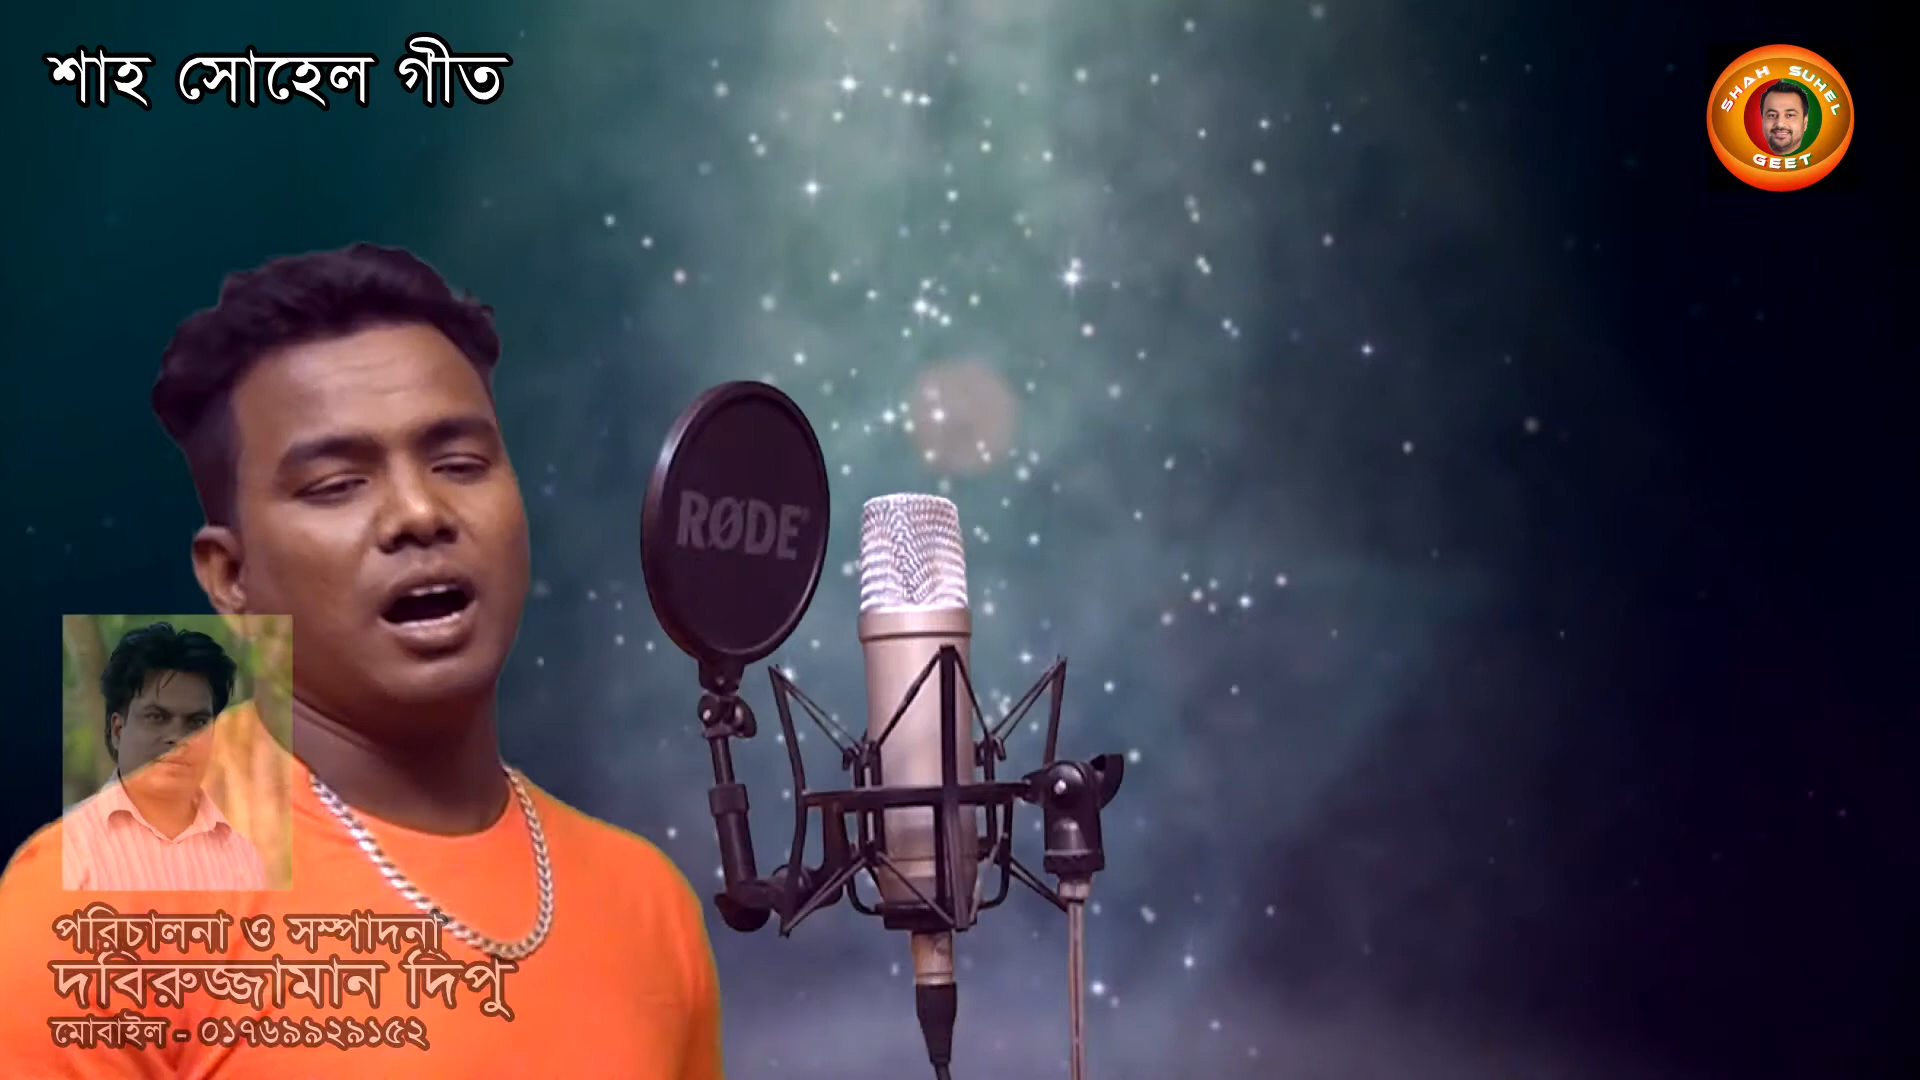 শাহ সোহেল গীত
SHAH SUHEL
GEET
RØDE
পরিচালনা ও সম্পাদনা
দবিরুজ্জামান দিপু
মোবাইল - ০১৭৬৯৯২৯১৫২